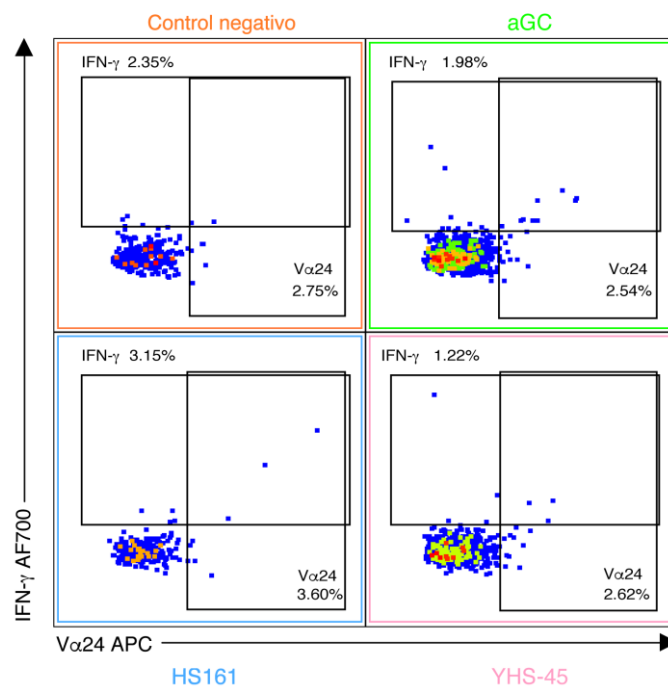 Control negativo
aGC
IFN-γ 2.35%
IFN-γ 1.98%
Vα24
2.75%
Vα24
2.54%
IFN-γ 3.15%
IFN-γ 1.22%
Vα24
3.60%
Vα24
2.62%
IFN-γ AF700
Vα24 APC
HS161
YHS-45